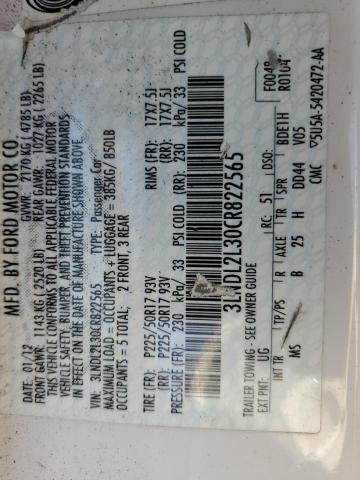 MFD. BY FORD MOTOR CO
DATE: 01/12 GVWR: 2170 KG (4785 LB)
FRONT GAWR: 1143 KG (2520 LB) REAR GAWR: 1027 KG (2265 LB)
THIS VEHICLE CONFORMS TO ALL APPLICABLE FEDERAL MOTOR
VEHICLE SAFETY, BUMPER, AND THEFT PREVENTION STANDARDS
IN EFFECT ON THE DATE OF MANUFACTURE SHOWN ABOVE
VIN: 3LNDL2L30CR822565 TYPE: Passenger Car
MAXIMUM LOAD = OCCUPANTS + LUGGAGE = 385KG/ 850LB
OCCUPANTS = 5 TOTAL; 2 FRONT, 3 REAR
TIRE (FR): P225/50R17 93V RIMS (FR): 17X7.5J
(RR): P225/50R17 93V (RR): 17X7.5J
PRESSURE (FR): 230 kPa/ 33 PSI COLD (RR): 230 kPa/ 33 PSI COLD
3LNDL2L30CR822565
F0048
R0104
TRAILER TOWING - SEE OWNER GUIDE
EXT PNT: UG RC: 51 DSO:
INT TR TP/PS R AXLE TR SPR BDE1H
MS B 25 H DD44 V05
CMC 5U5A-5420472-AA